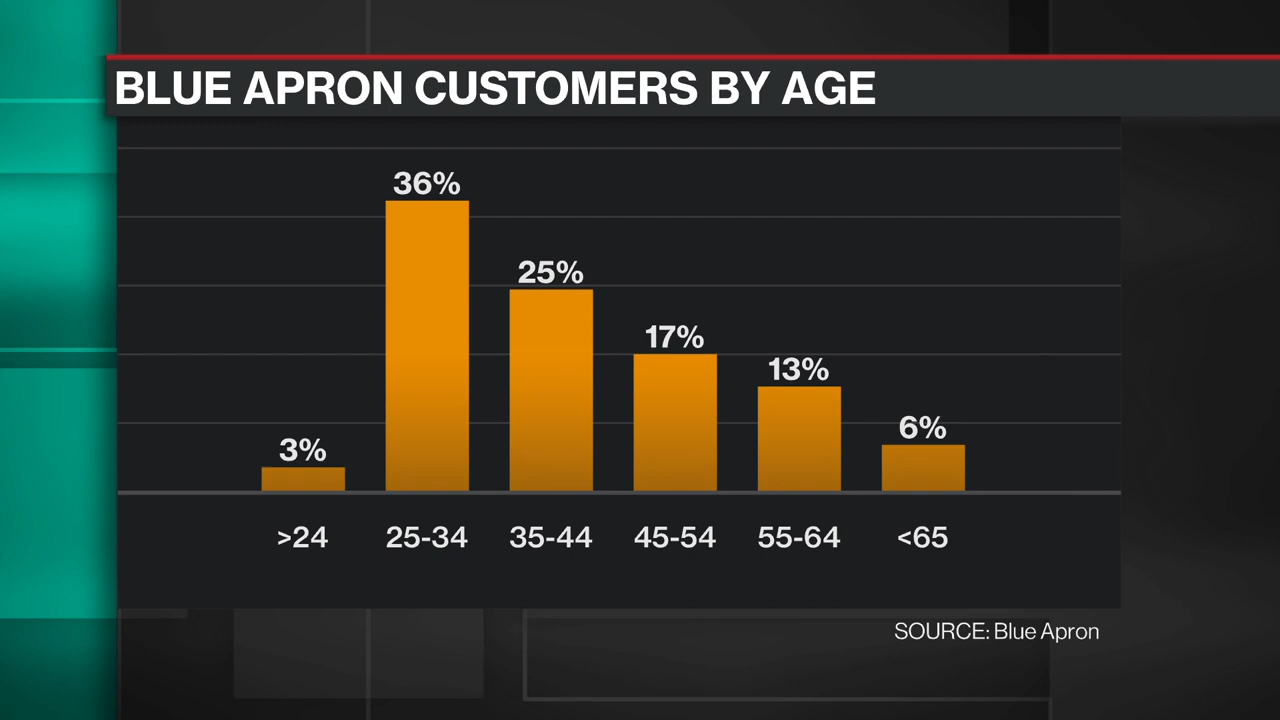 BLUE APRON CUSTOMERS BY AGE
36%
25%
17%
13%
6%
3%
>24 25-34 35-44 45-54 55-64 <65
SOURCE: Blue Apron